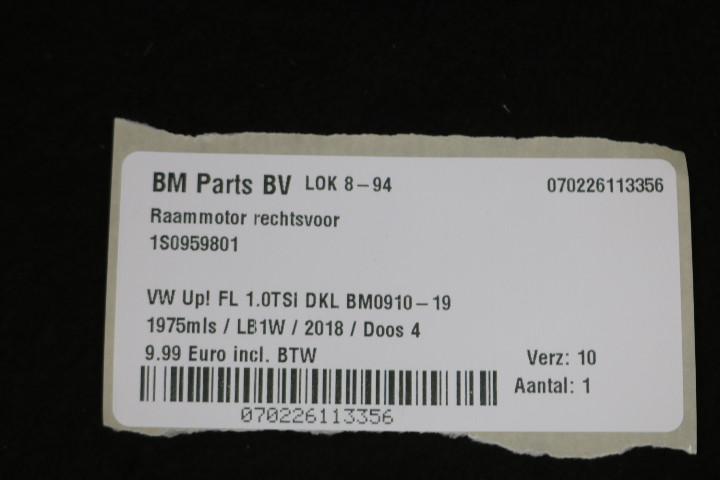 BM Parts BV LOK 8-94 070226113356
Raammotor rechtsvoor
1S0959801
VW Up! FL 1.0TSi DKL BM0910-19
1975mls / LB1W / 2018 / Doos 4
9.99 Euro incl. BTW Verz: 10
Aantal: 1
070226113356